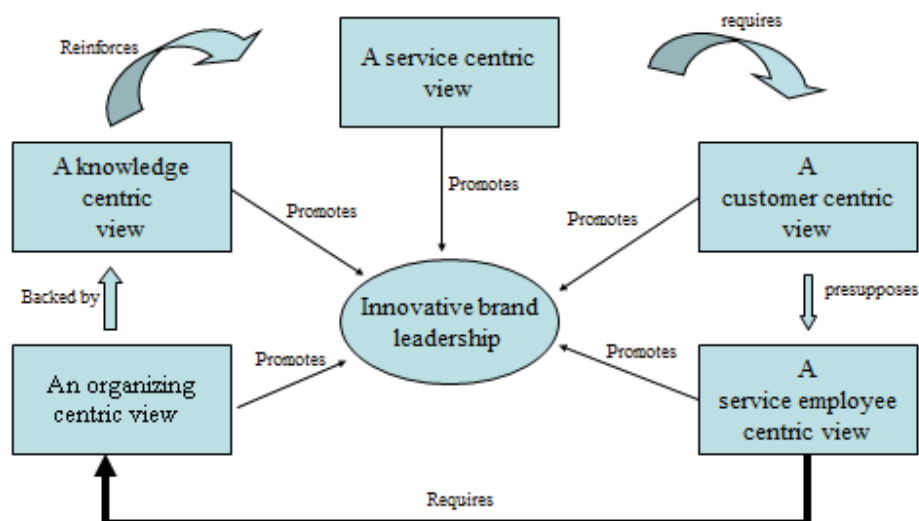 Reinforces
requires
A service centric
view
A knowledge
centric
view
Promotes
Promotes
A
customer centric
view
Promotes
Backed by
Innovative brand
leadership
presupposes
An organizing
centric view
Promotes
Promotes
A
service employee
centric view
Requires